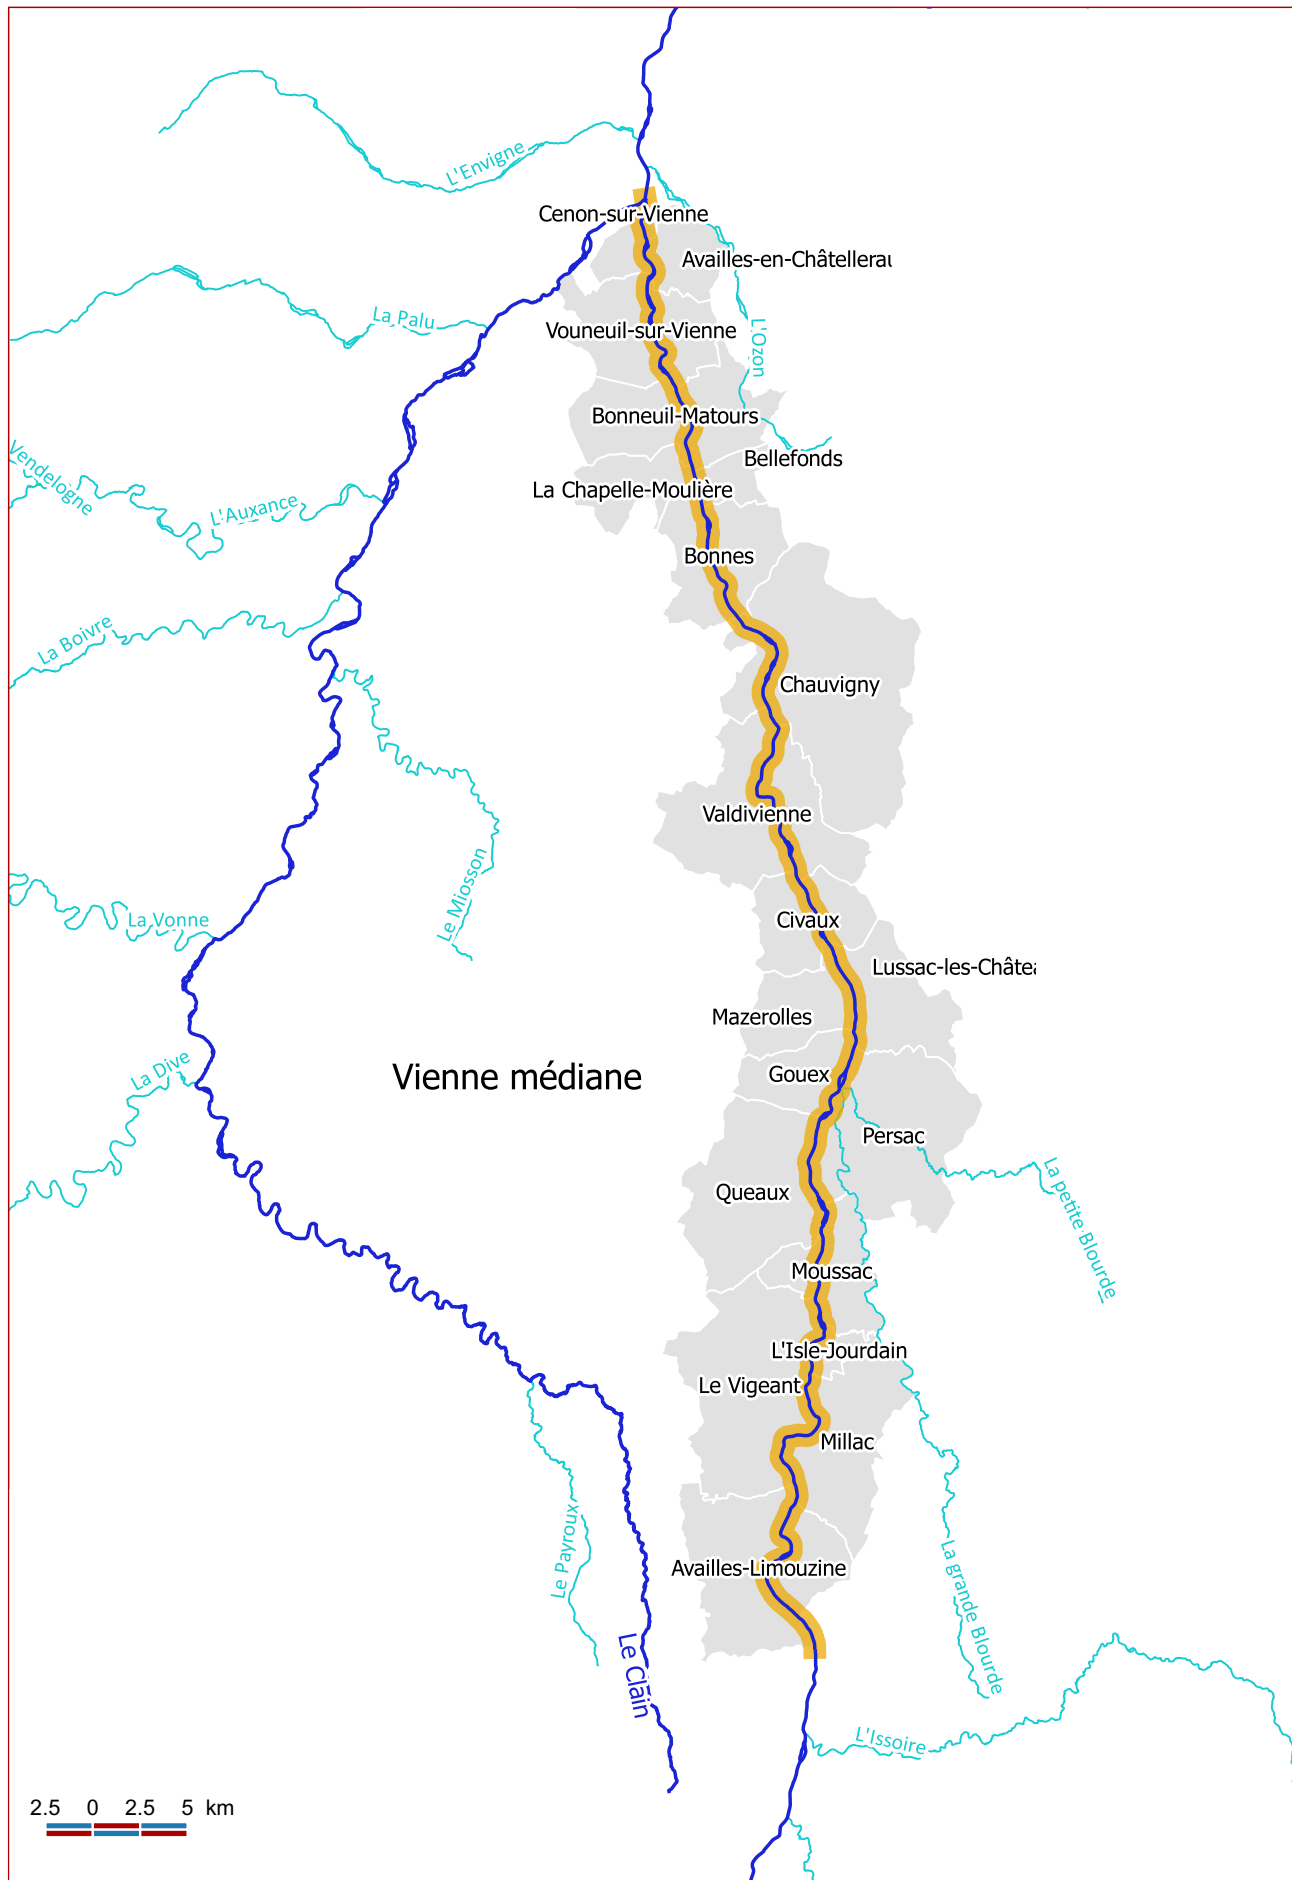 L'Envigne
Cenon-sur-Vienne
Availles-en-Châtellerau
La Palu
Vouneuil-sur-Vienne
L'Ozon
Bonneuil-Matours
Bellefonds
Vendelogne
La Chapelle-Moulière
L'Auxance
Bonnes
La Boivre
Chauvigny
Valdivienne
Le Miosson
La Vonne
Civaux
Lussac-les-Châtea
Mazerolles
La Dive
Vienne médiane
Gouex
Persac
La petite Blourde
Queaux
Moussac
L'Isle-Jourdain
Le Vigeant
Millac
Le Payroux
Availles-Limouzine
La grande Blourde
Le Clain
L'Issoire
2.5 0 2.5 5 km